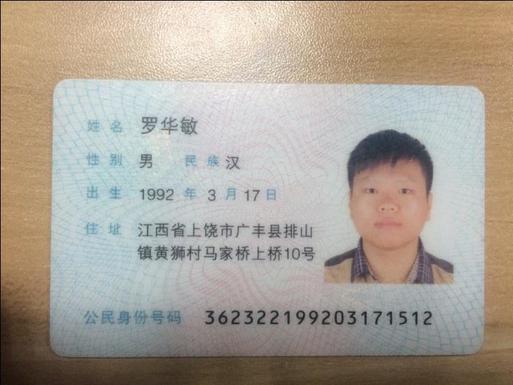 姓名 罗华敏
性别 男 民族 汉
出生 1992 年 3 月 17 日
住址 江西省上饶市广丰县排山
镇黄狮村马家桥上桥10号
公民身份号码 362322199203171512